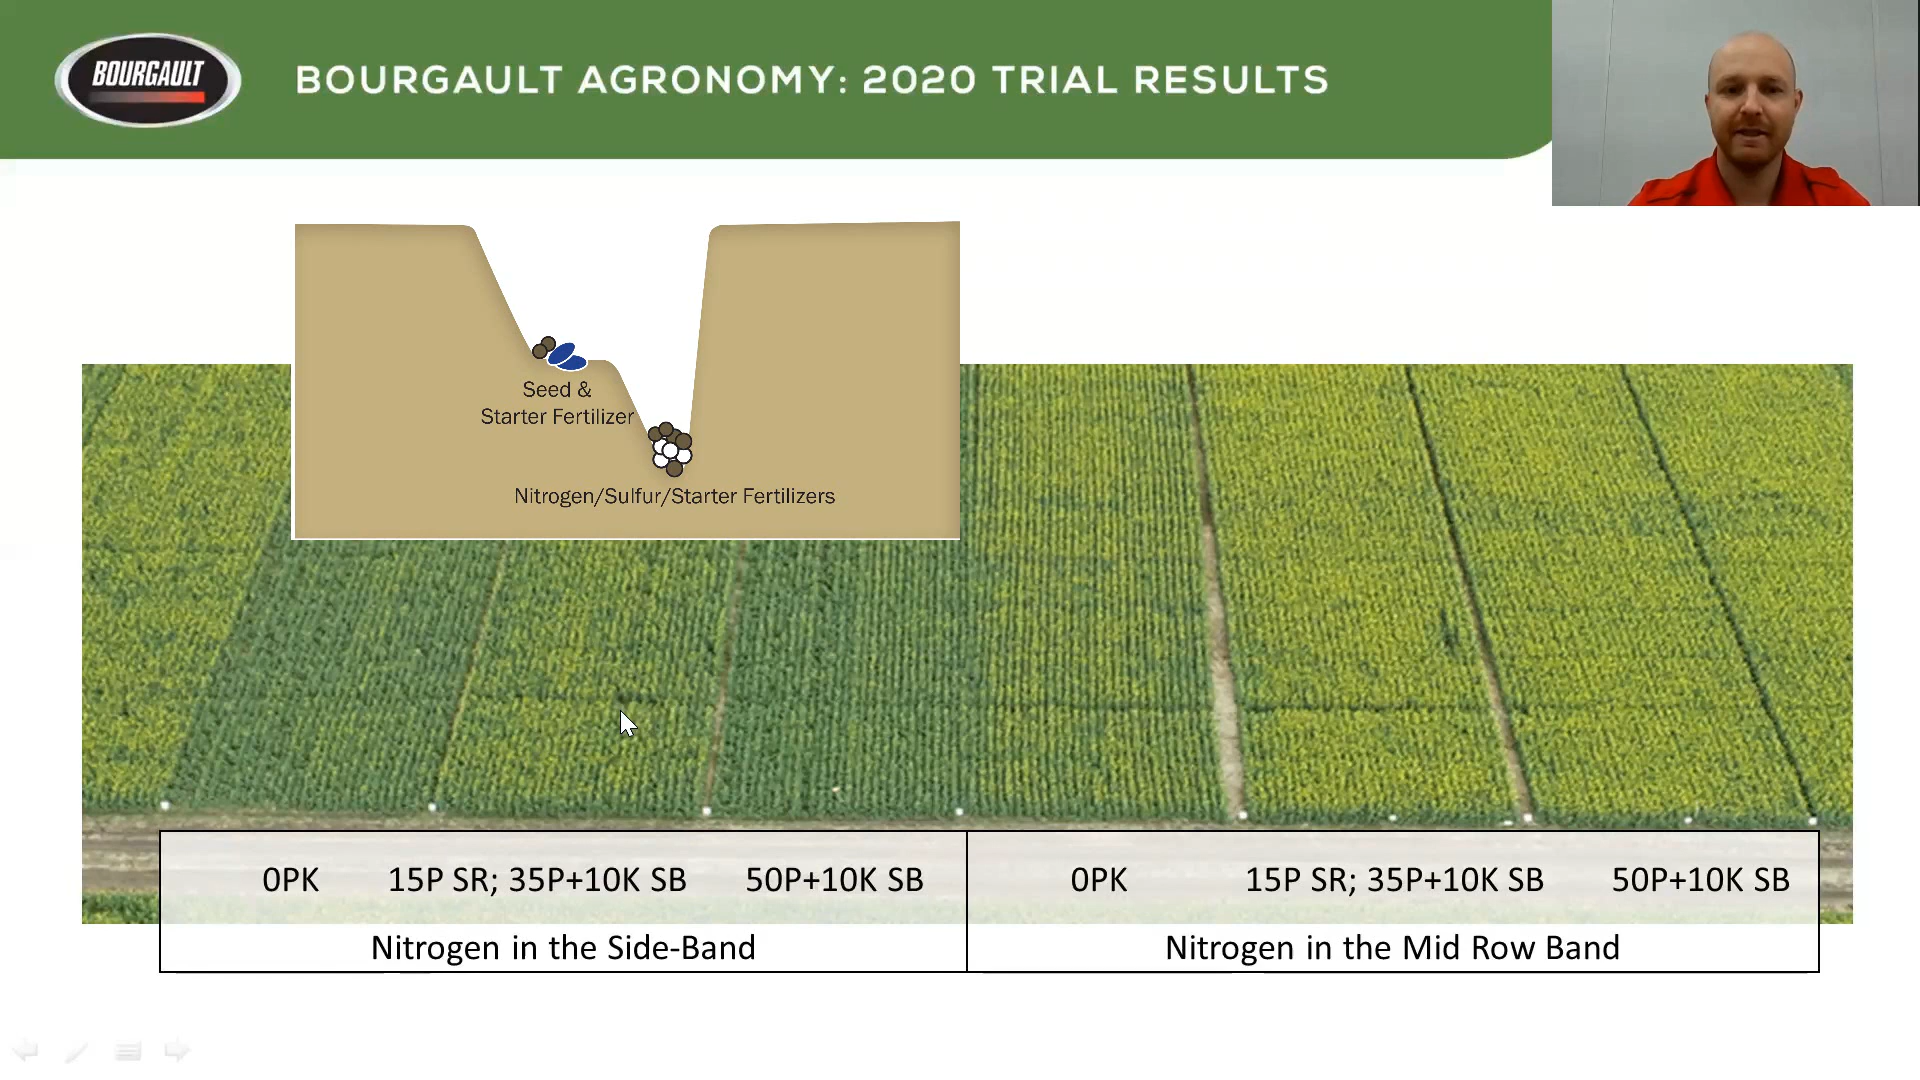 BOURGAULT
BOURGAULT AGRONOMY: 2020 TRIAL RESULTS
Seed &
Starter Fertilizer
Nitrogen/Sulfur/Starter Fertilizers
0PK 15P SR; 35P+10K SB 50P+10K SB 0PK 15P SR; 35P+10K SB 50P+10K SB
Nitrogen in the Side-Band Nitrogen in the Mid Row Band